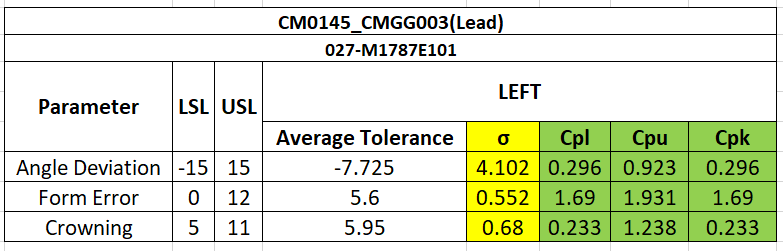 CM0145_CMGG003(Lead)
027-M1787E101
Parameter LSL USL LEFT
Average Tolerance σ Cpl Cpu Cpk
Angle Deviation -15 15 -7.725 4.102 0.296 0.923 0.296
Form Error 0 12 5.6 0.552 1.69 1.931 1.69
Crowning 5 11 5.95 0.68 0.233 1.238 0.233